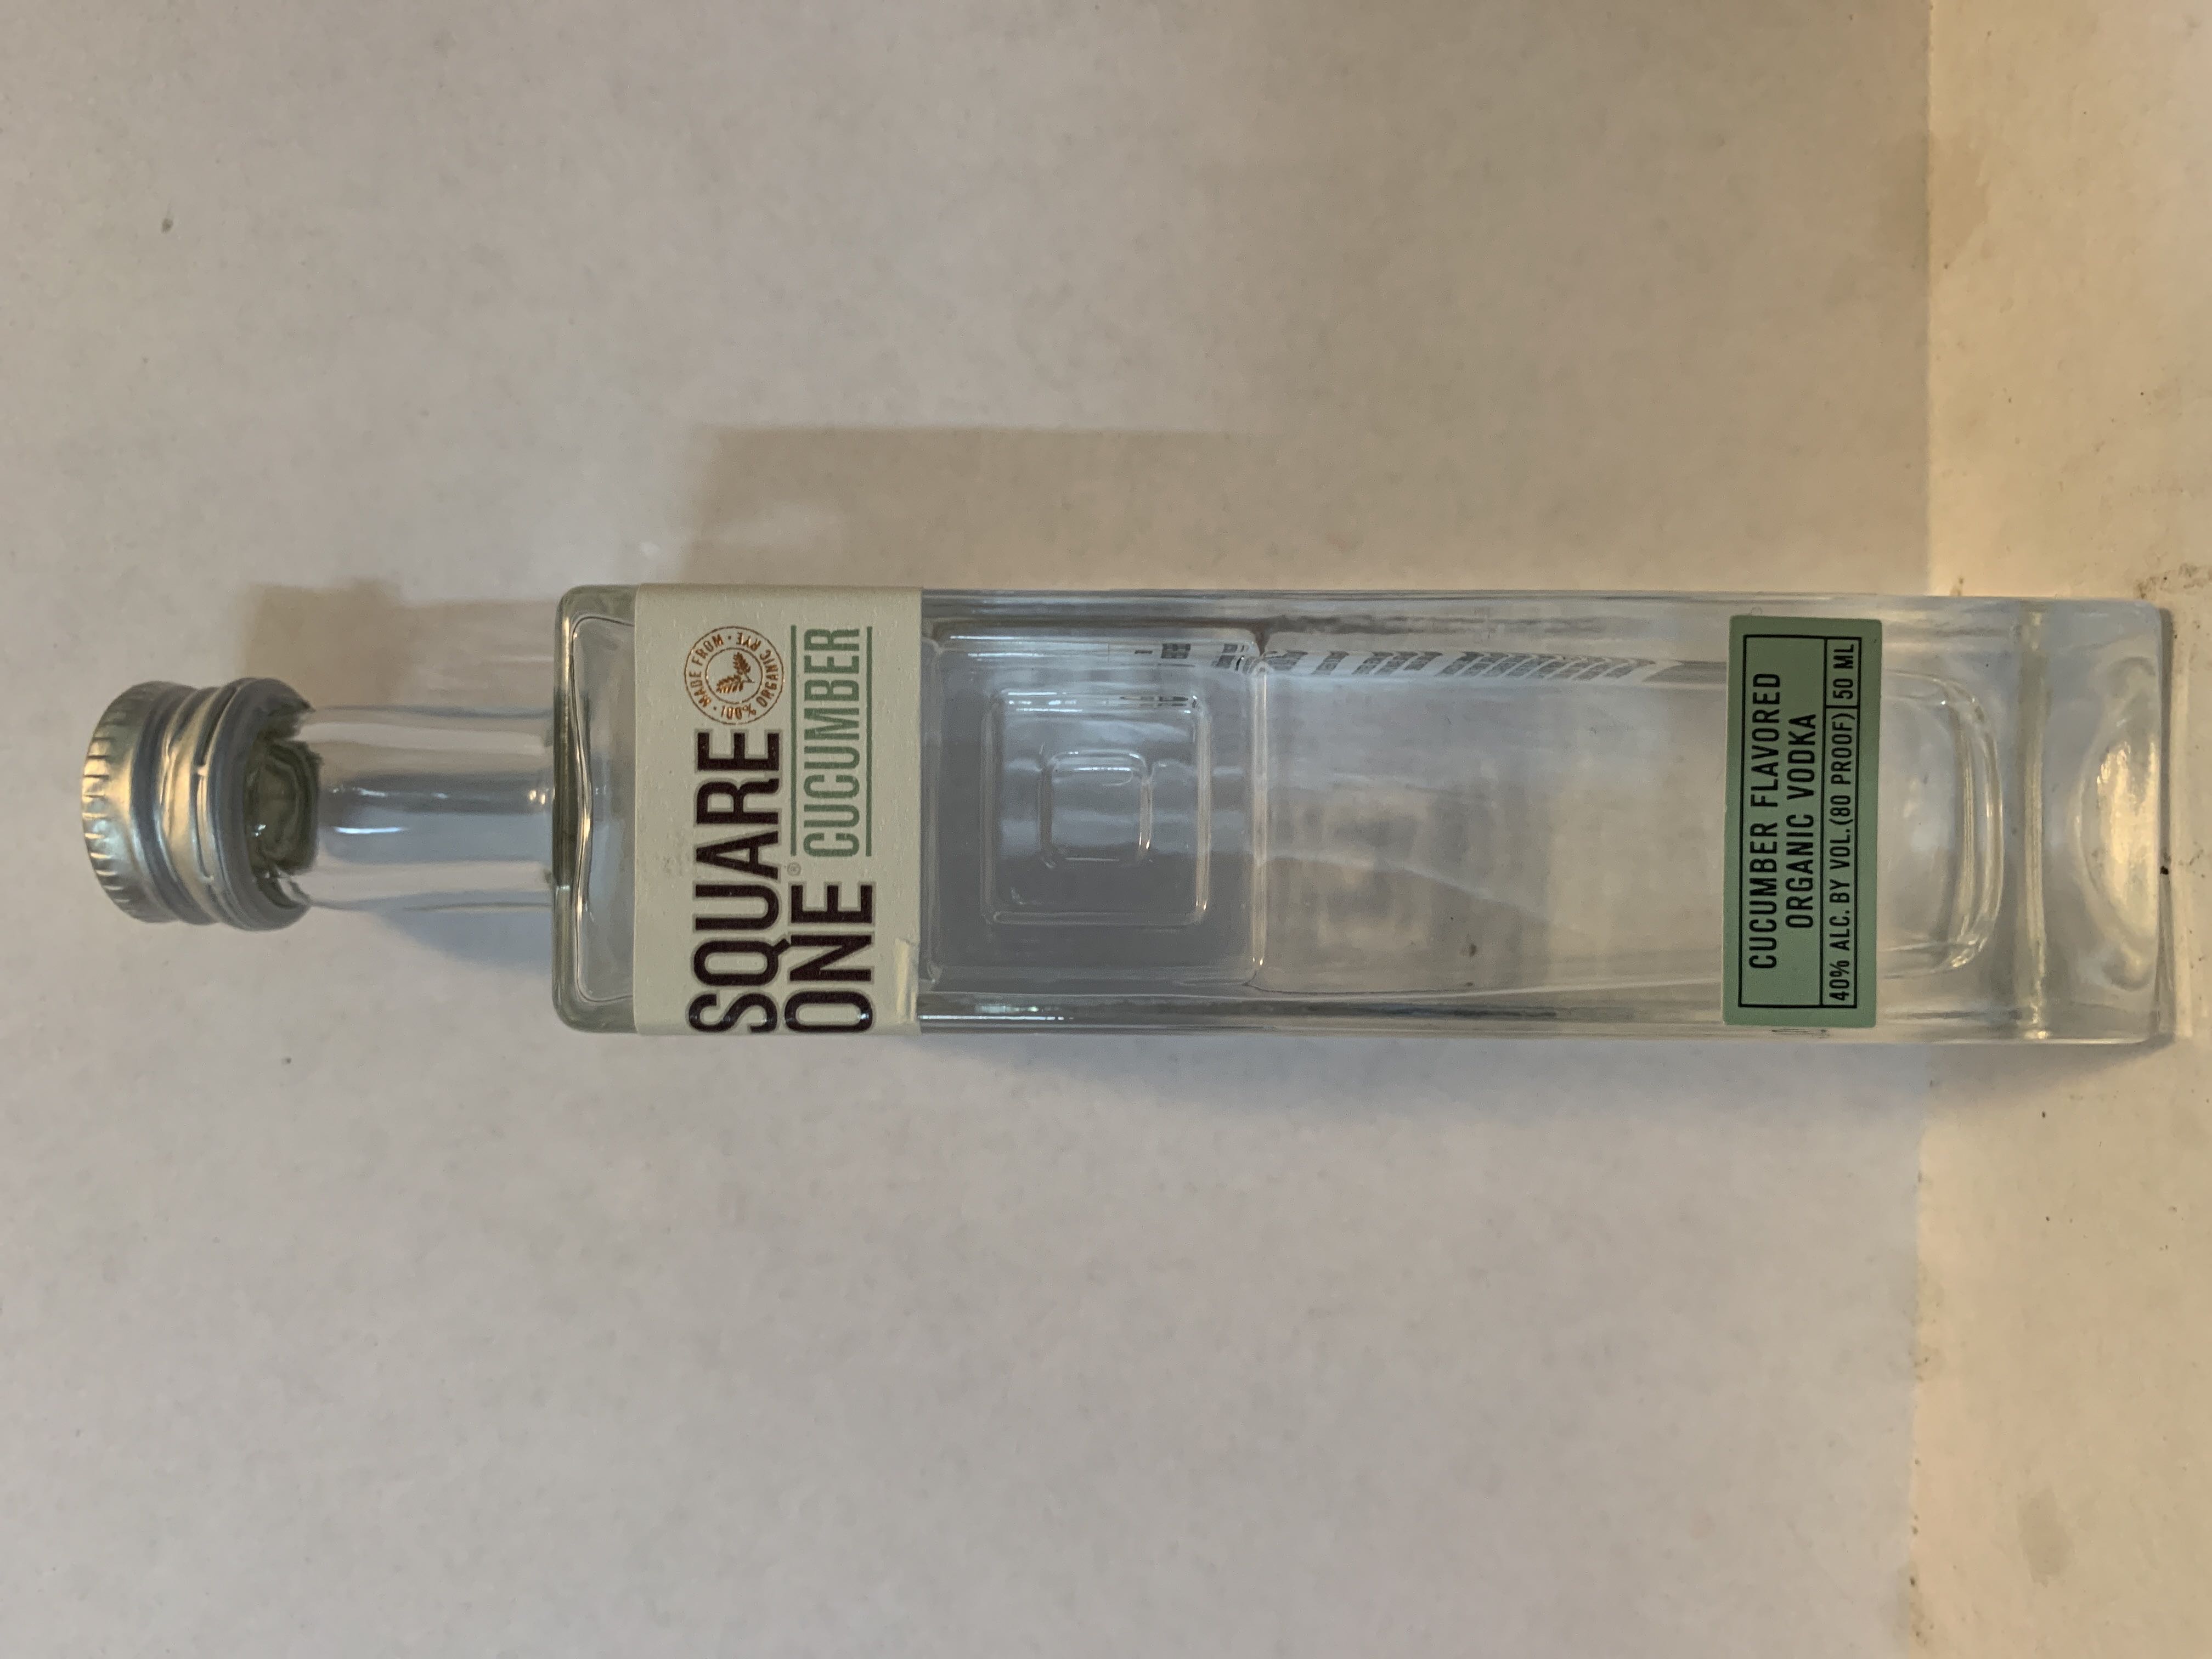 SQUARE
ONE®
CUCUMBER
100% · MADE FROM · ORGANIC RYE
CUCUMBER FLAVORED
ORGANIC VODKA
40% ALC. BY VOL.(80 PROOF) 50 ML